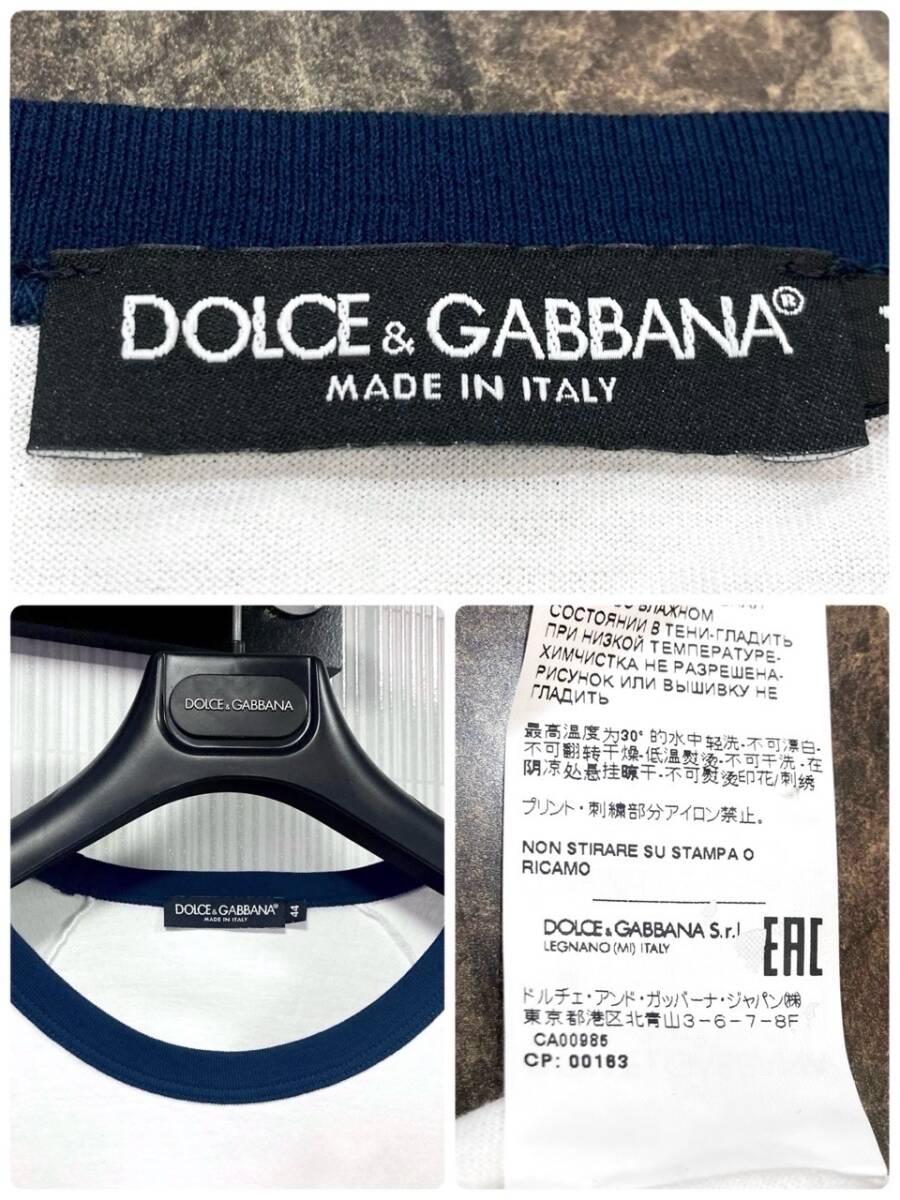 DOLCE & GABBANA®
MADE IN ITALY
DOLCE & GABBANA
DOLCE & GABBANA®
MADE IN ITALY
44
СОСТОЯНИИ В ТЕНИ-ГЛАДИТЬ
ПРИ НИЗКОЙ ТЕМПЕРАТУРЕ-
ХИМЧИСТКА НЕ РАЗРЕШЕНА-
РИСУНОК ИЛИ ВЫШИВКУ НЕ
ГЛАДИТЬ
最高温度为30°的水中轻洗-不可漂白-
不可翻转干燥-低温熨烫-不可干洗-在
阴凉处悬挂晾干-不可熨烫印花/刺绣
プリント・刺繍部分アイロン禁止。
NON STIRARE SU STAMPA O
RICAMO
DOLCE & GABBANA S.r.l
LEGNANO (MI) ITALY
EAC
ドルチェ・アンド・ガッバーナ・ジャパン㈱
東京都港区北青山3-6-7-8F
CA00985
CP: 00163